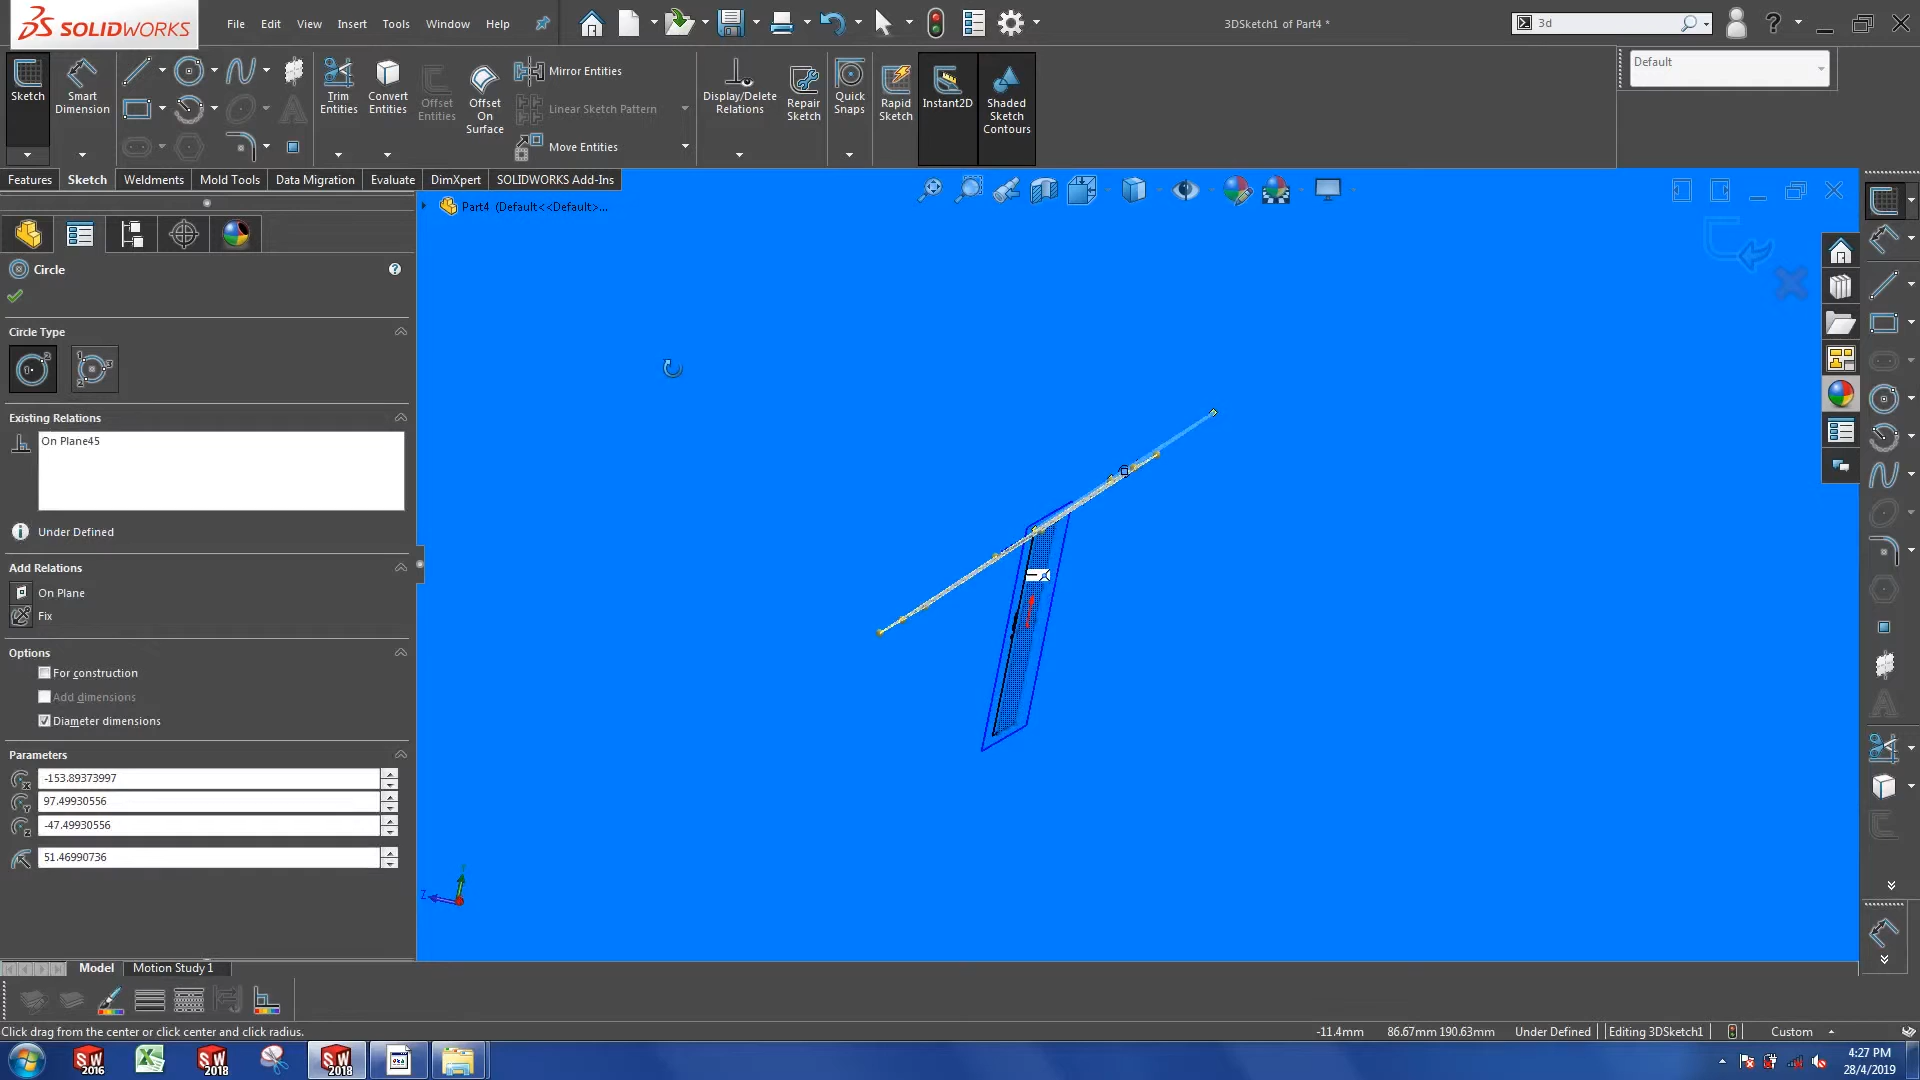 SOLIDWORKS
File Edit View Insert Tools Window Help
3DSketch1 of Part4 *
3d
Sketch
Smart Dimension
Trim Entities
Convert Entities
Offset Entities
Offset On Surface
Mirror Entities
Linear Sketch Pattern
Move Entities
Display/Delete Relations
Repair Sketch
Quick Snaps
Rapid Sketch
Instant2D
Shaded Sketch Contours
Default
Features Sketch Weldments Mold Tools Data Migration Evaluate DimXpert SOLIDWORKS Add-Ins
Part4 (Default<<Default>...
Circle
Circle Type
Existing Relations
On Plane45
Under Defined
Add Relations
On Plane
Fix
Options
For construction
Add dimensions
Diameter dimensions
Parameters
-153.89373997
97.49930556
-47.49930556
51.46990736
Z
Y
Model Motion Study 1
Click drag from the center or click center and click radius.
-11.4mm 86.67mm 190.63mm Under Defined Editing 3DSketch1 Custom
SW 2016
SW 2018
SW 2018
4:27 PM
28/4/2019